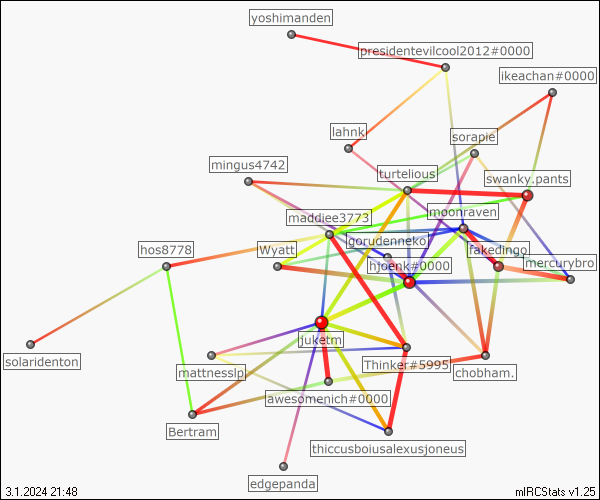 yoshimanden
presidentevilcool2012#0000
ikeachan#0000
lahnk
sorapie
mingus4742
turtelious
swanky.pants
maddiee3773
moonraven
gorudenneko
hos8778
Wyatt
fakedingo
hjoenk#0000
mercurybro
juketm
solaridenton
mattnesslp
Thinker#5995
chobham.
awesomenich#0000
Bertram
thiccusboiusalexusjoneus
edgepanda
3.1.2024 21:48
mIRCStats v1.25